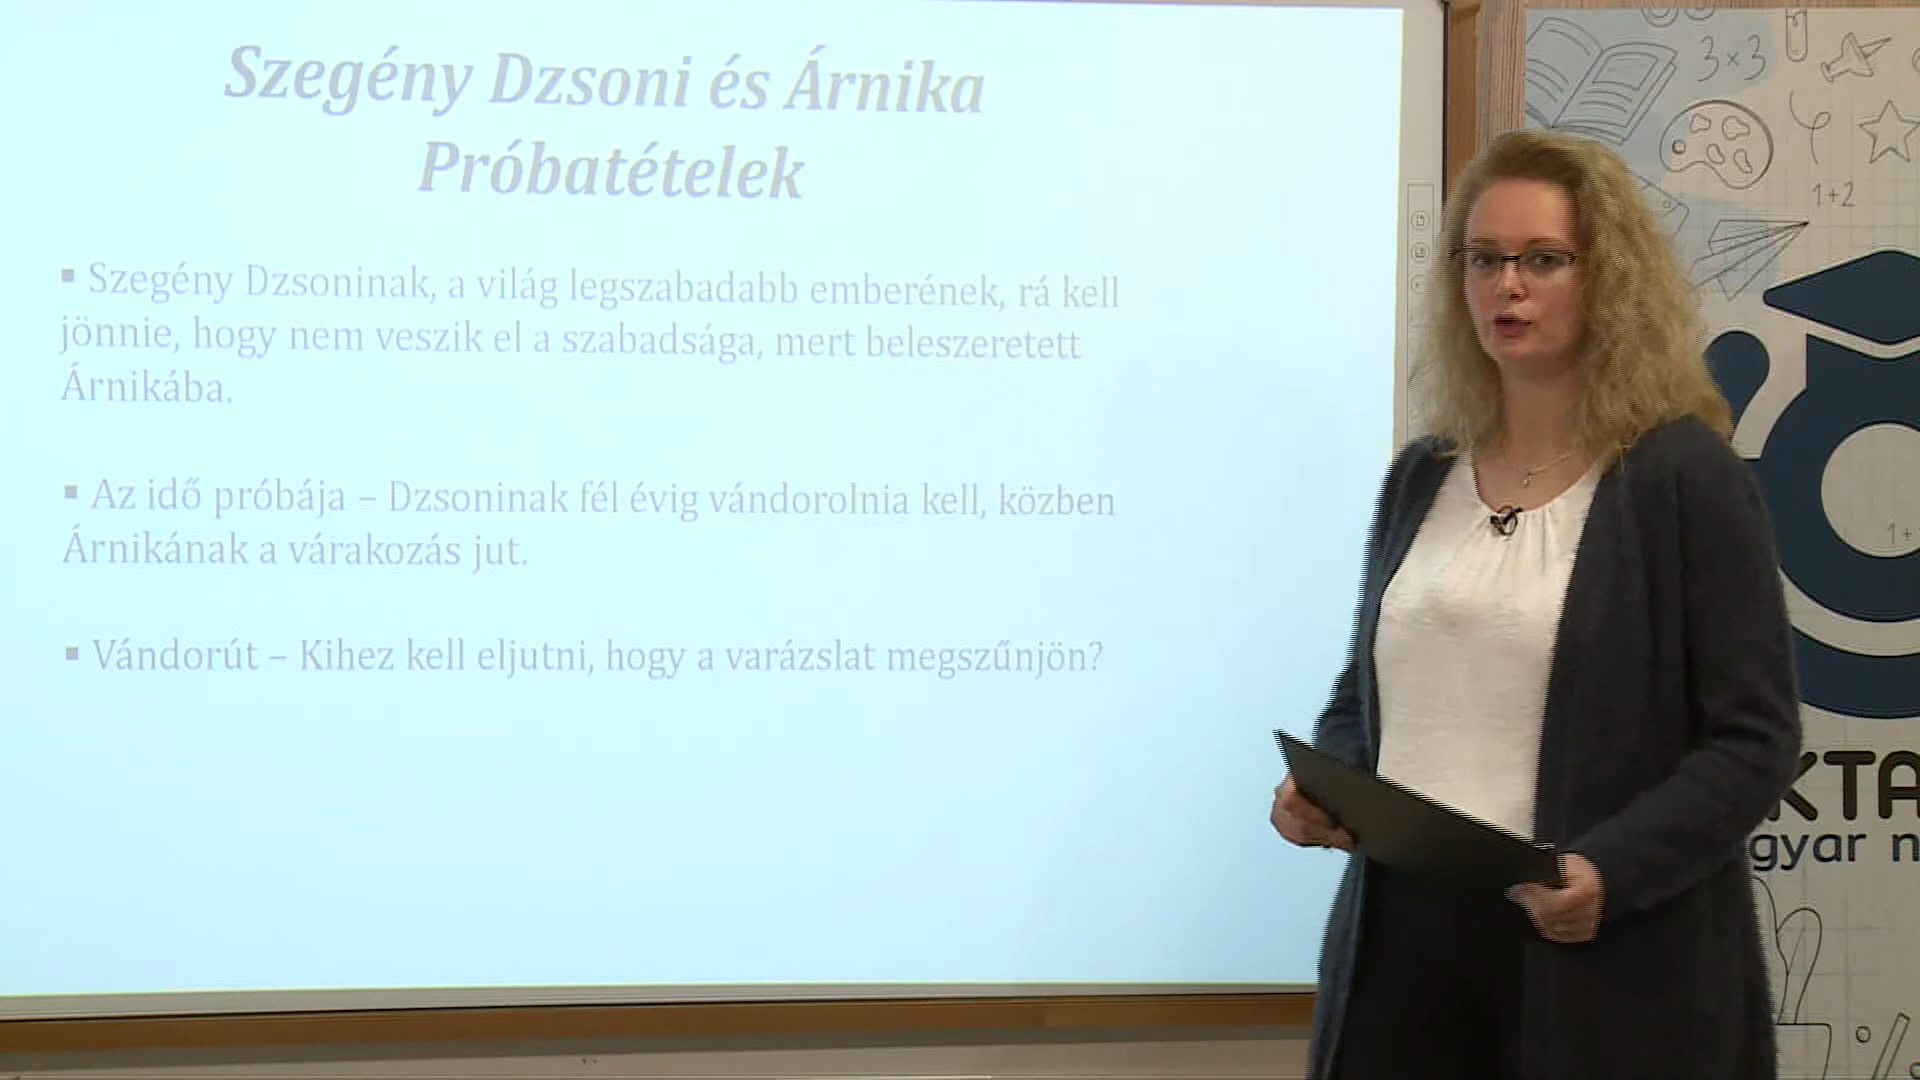 Szegény Dzsoni és Árnika
Próbatételek
▪ Szegény Dzsoninak, a világ legszabadabb emberének, rá kell
jönnie, hogy nem veszik el a szabadsága, mert beleszeretett
Árnikába.
▪ Az idő próbája – Dzsoninak fél évig vándorolnia kell, közben
Árnikának a várakozás jut.
▪ Vándorút – Kihez kell eljutni, hogy a varázslat megszűnjön?
3×3
1+2
1+
KTA
gyar n